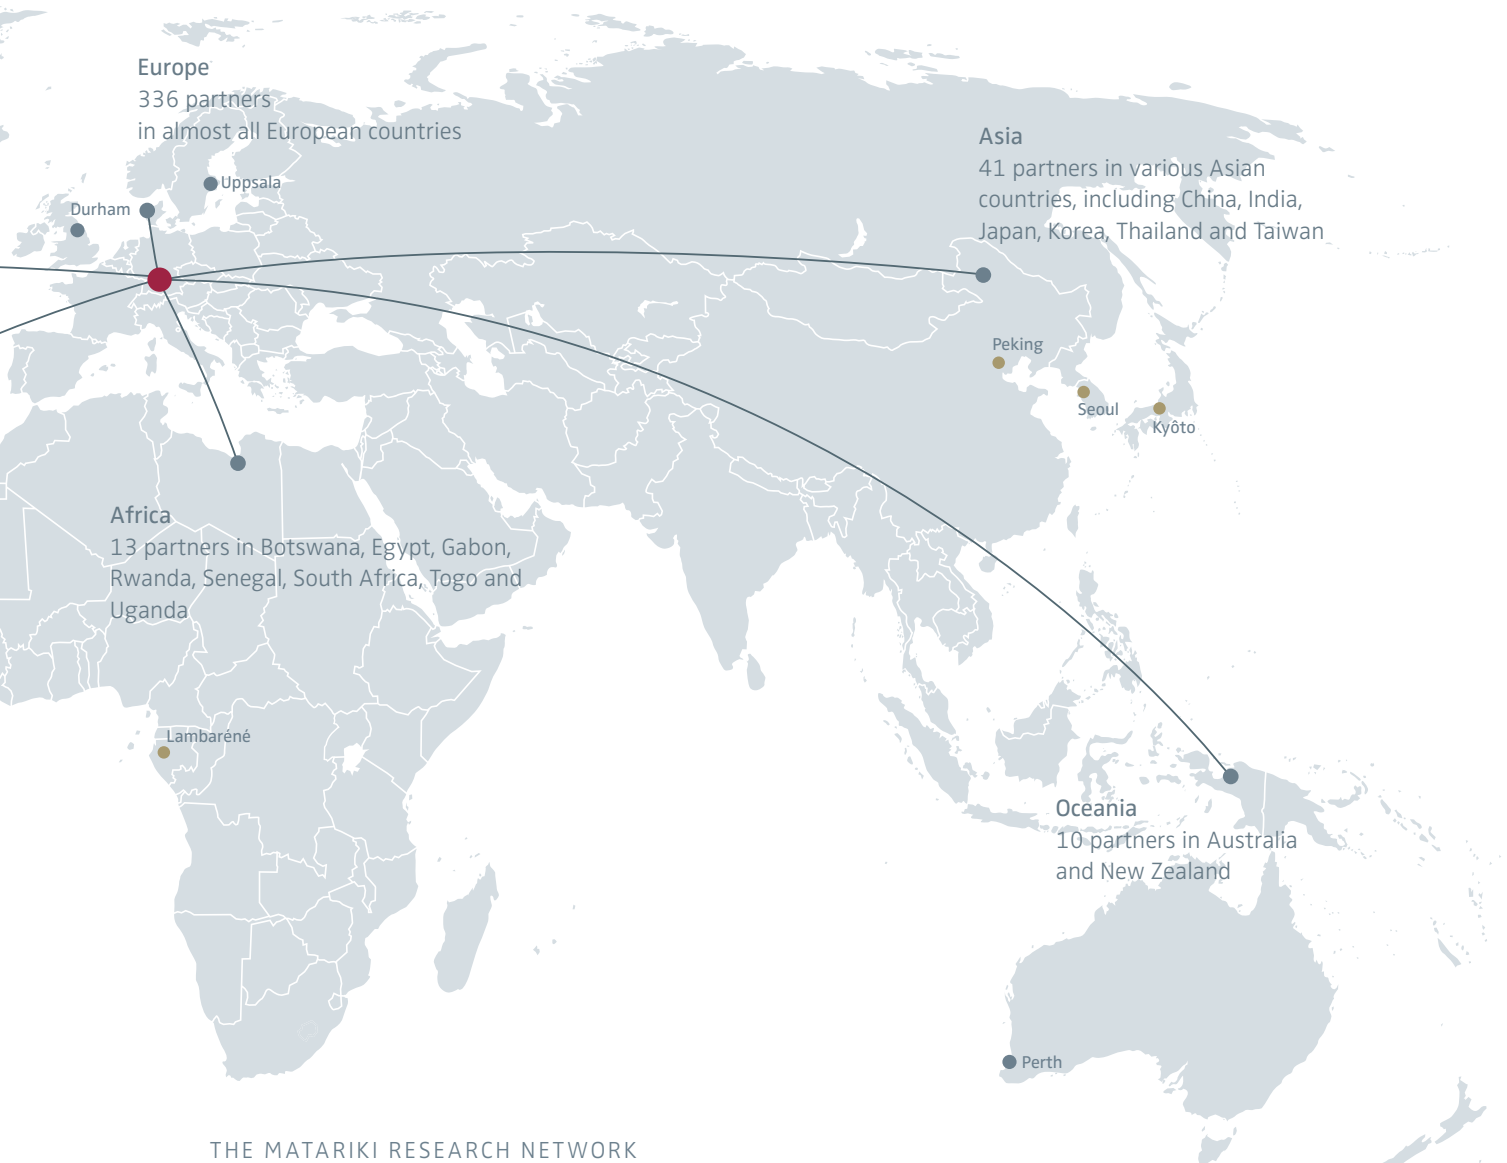 Europe
336 partners
in almost all European countries
Uppsala
Durham
Asia
41 partners in various Asian
countries, including China, India,
Japan, Korea, Thailand and Taiwan
Peking
Seoul
Kyôto
Africa
13 partners in Botswana, Egypt, Gabon,
Rwanda, Senegal, South Africa, Togo and
Uganda
Lambaréné
Oceania
10 partners in Australia
and New Zealand
Perth
THE MATARIKI RESEARCH NETWORK